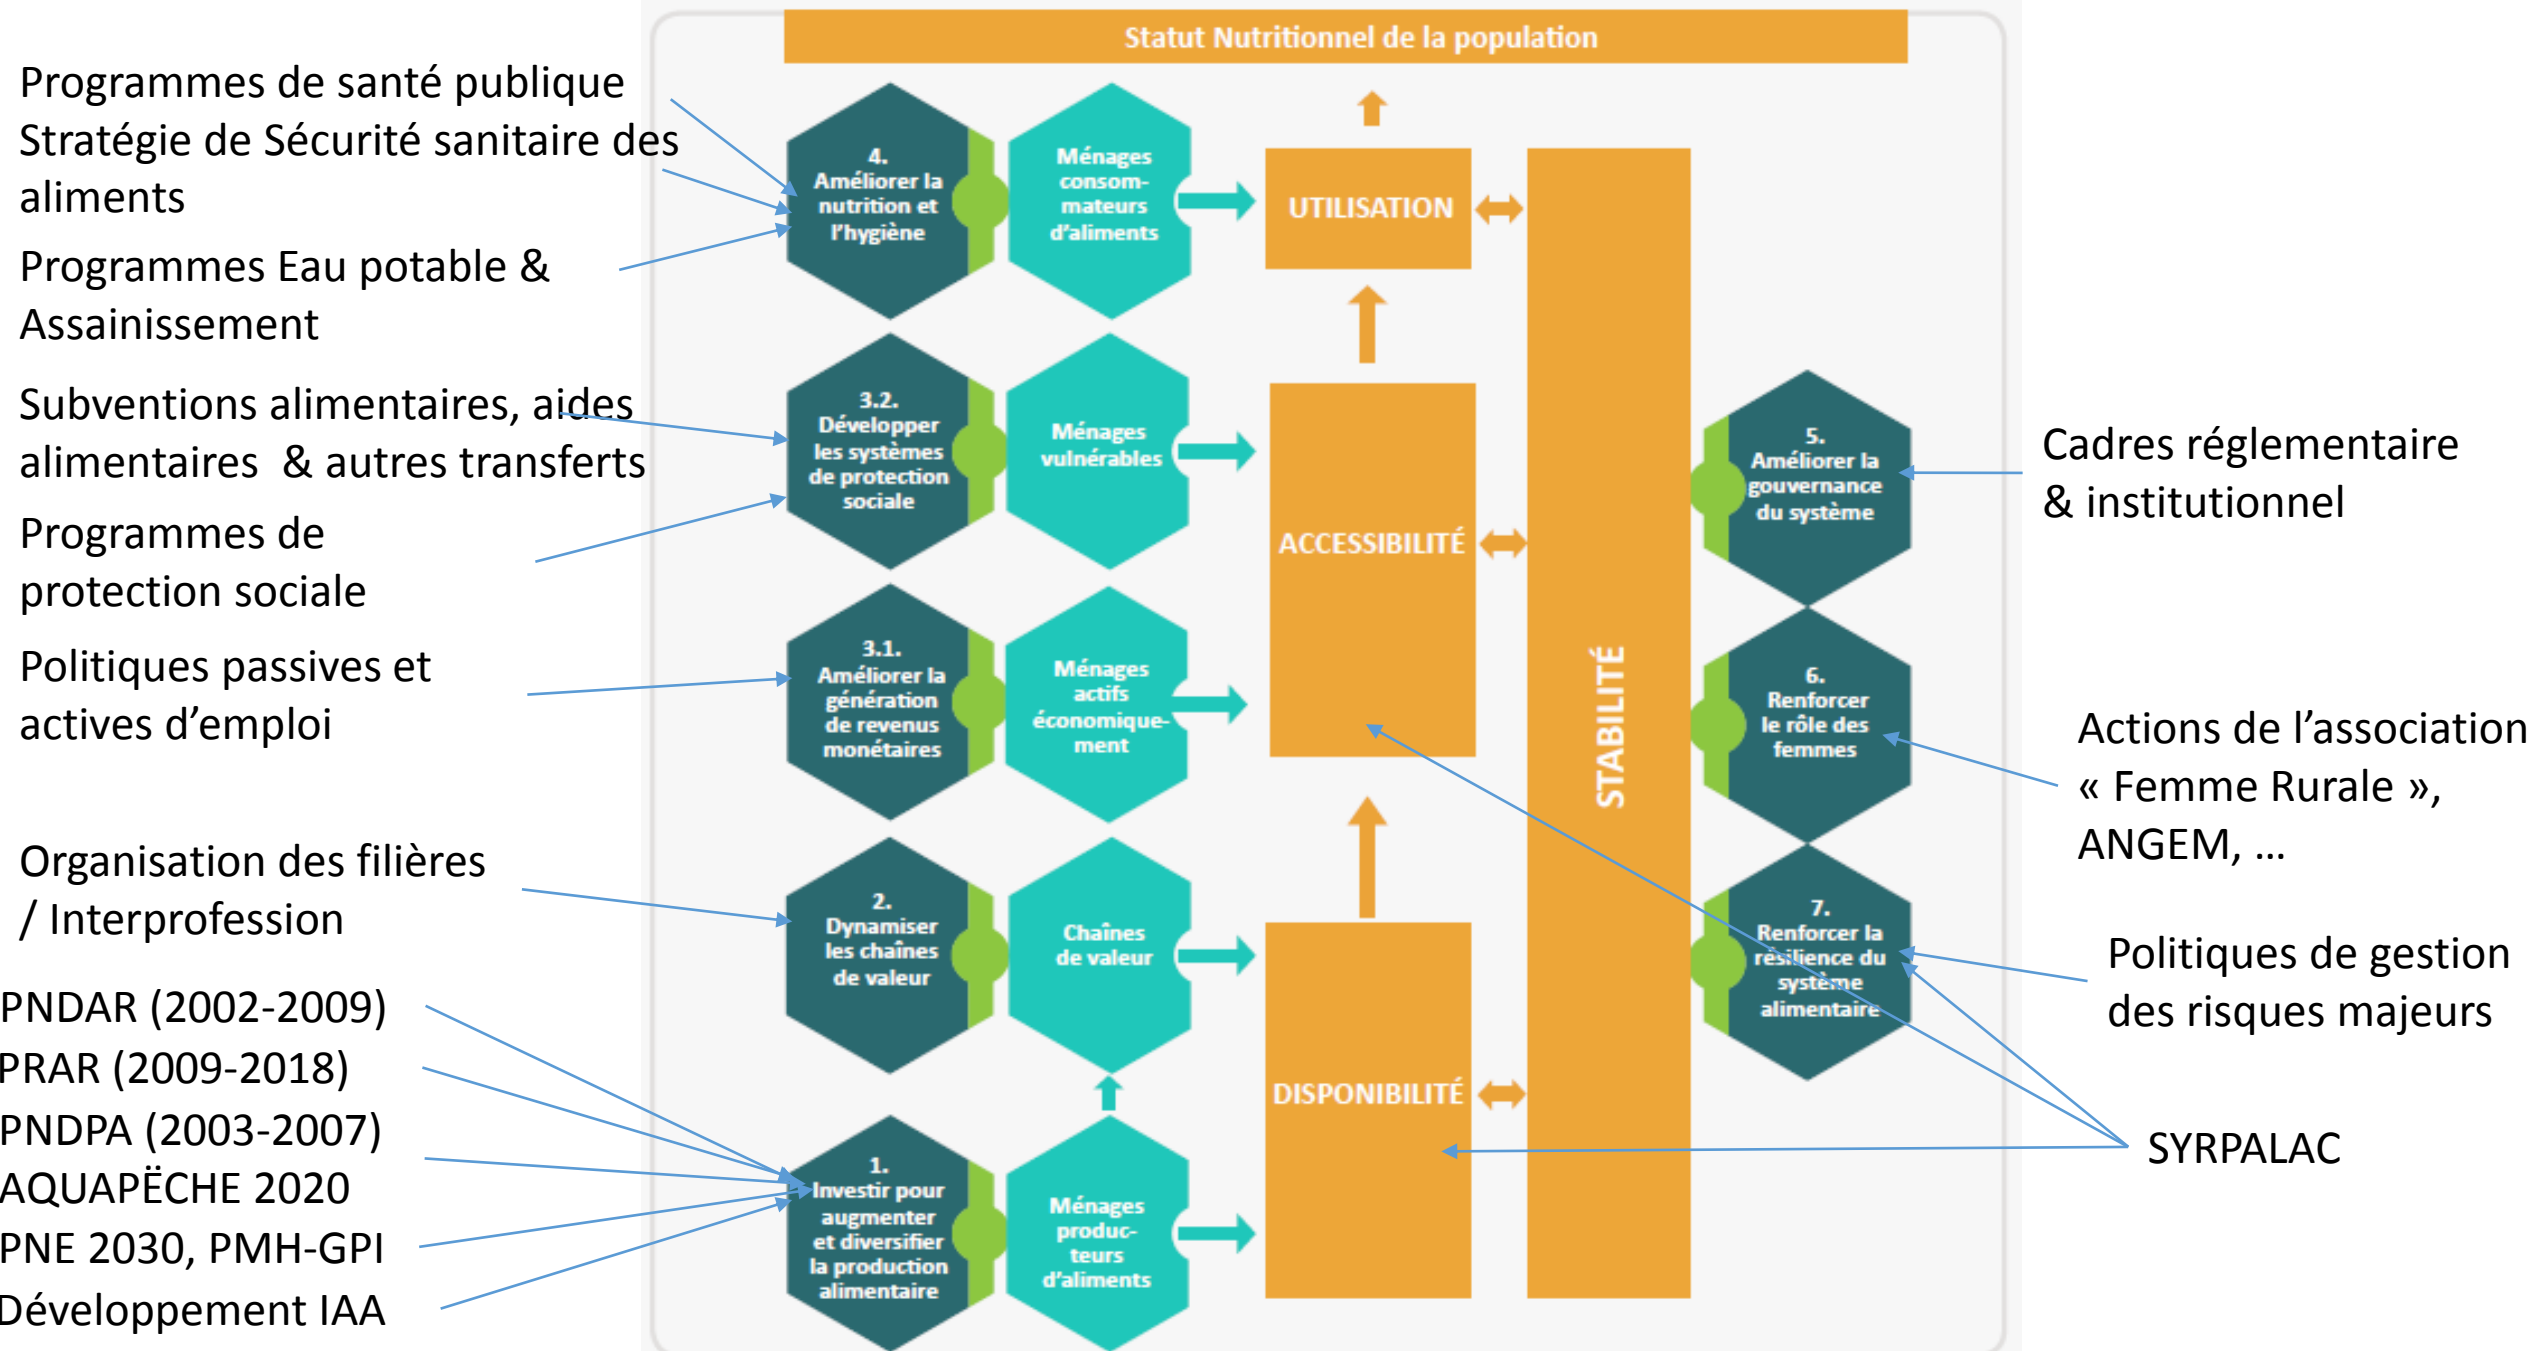 Statut Nutritionnel de la population
Programmes de santé publique
Stratégie de Sécurité sanitaire des
aliments
Programmes Eau potable &
Assainissement
Subventions alimentaires, aides
alimentaires & autres transferts
Programmes de
protection sociale
Politiques passives et
actives d’emploi
Organisation des filières
/ Interprofession
PNDAR (2002-2009)
PRAR (2009-2018)
PNDPA (2003-2007)
AQUAPËCHE 2020
PNE 2030, PMH-GPI
Développement IAA
4.
Améliorer la
nutrition et
l’hygiène
Ménages
consom-
mateurs
d’aliments
UTILISATION
3.2.
Développer
les systèmes
de protection
sociale
Ménages
vulnérables
ACCESSIBILITÉ
3.1.
Améliorer la
génération
de revenus
monétaires
Ménages
actifs
économique-
ment
2.
Dynamiser
les chaînes
de valeur
Chaînes
de valeur
DISPONIBILITÉ
1.
Investir pour
augmenter
et diversifier
la production
alimentaire
Ménages
produc-
teurs
d’aliments
STABILITÉ
5.
Améliorer la
gouvernance
du système
6.
Renforcer
le rôle des
femmes
7.
Renforcer la
résilience du
système
alimentaire
Cadres réglementaire
& institutionnel
Actions de l’association
« Femme Rurale »,
ANGEM, …
Politiques de gestion
des risques majeurs
SYRPALAC